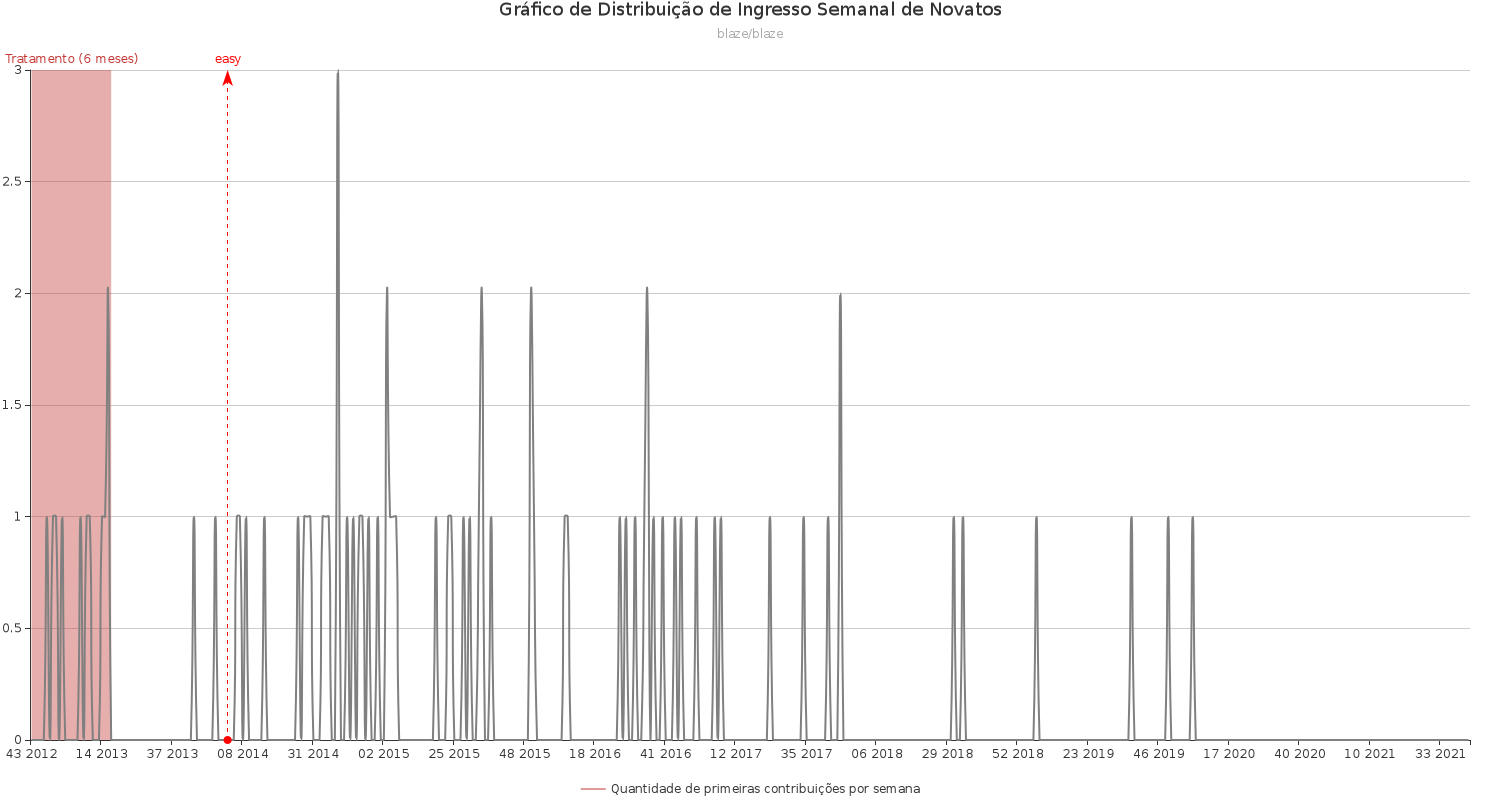 Gráfico de Distribuição de Ingresso Semanal de Novatos
blaze/blaze
Tratamento (6 meses)
easy
3
2.5
2
1.5
1
0.5
0
43 2012 14 2013 37 2013 08 2014 31 2014 02 2015 25 2015 48 2015 18 2016 41 2016 12 2017 35 2017 06 2018 29 2018 52 2018 23 2019 46 2019 17 2020 40 2020 10 2021 33 2021
Quantidade de primeiras contribuições por semana